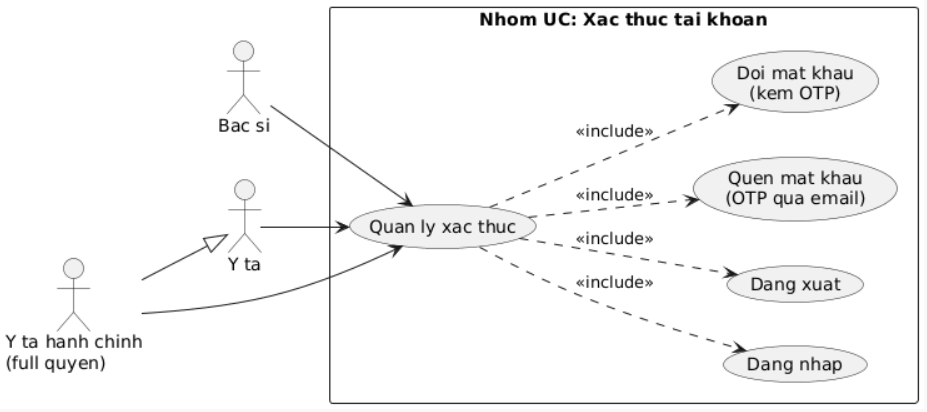 Nhom UC: Xac thuc tai khoan
Bac si
Y ta
Y ta hanh chinh
(full quyen)
Quan ly xac thuc
«include»
«include»
«include»
«include»
Doi mat khau
(kem OTP)
Quen mat khau
(OTP qua email)
Dang xuat
Dang nhap